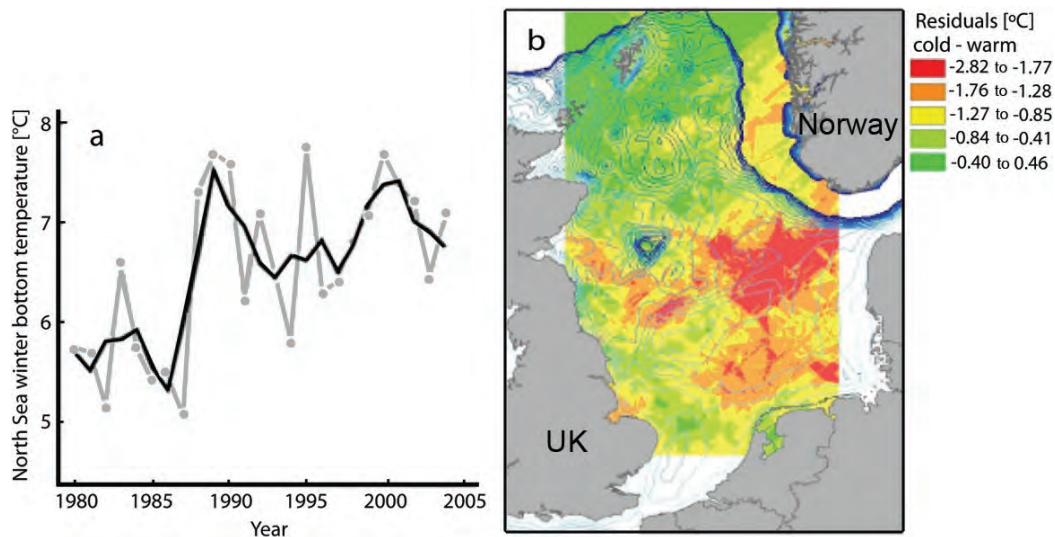 a
North Sea winter bottom temperature [ºC]
8
7
6
5
1980 1985 1990 1995 2000 2005
Year
b
Norway
UK
Residuals [ºC]
cold - warm
-2.82 to -1.77
-1.76 to -1.28
-1.27 to -0.85
-0.84 to -0.41
-0.40 to 0.46